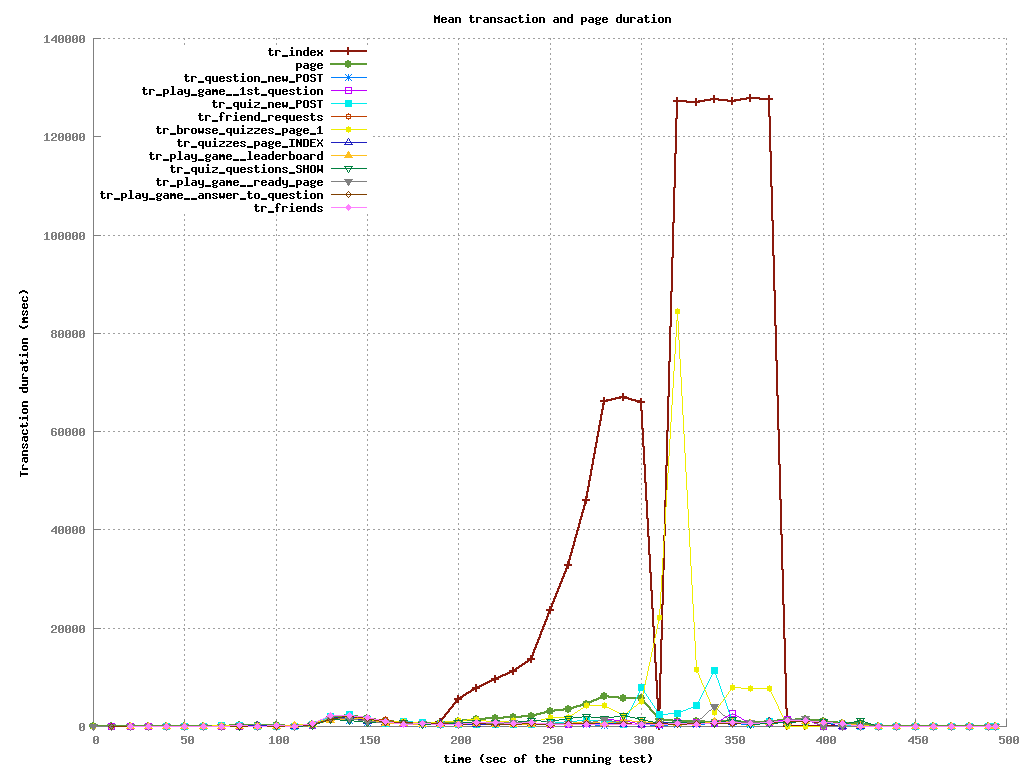 Mean transaction and page duration
140000
120000
100000
80000
60000
40000
20000
0
Transaction duration (msec)
tr_index
page
tr_question_new_POST
tr_play_game__1st_question
tr_quiz_new_POST
tr_friend_requests
tr_browse_quizzes_page_1
tr_quizzes_page_INDEX
tr_play_game__leaderboard
tr_quiz_questions_SHOW
tr_play_game__ready_page
tr_play_game__answer_to_question
tr_friends
0 50 100 150 200 250 300 350 400 450 500
time (sec of the running test)